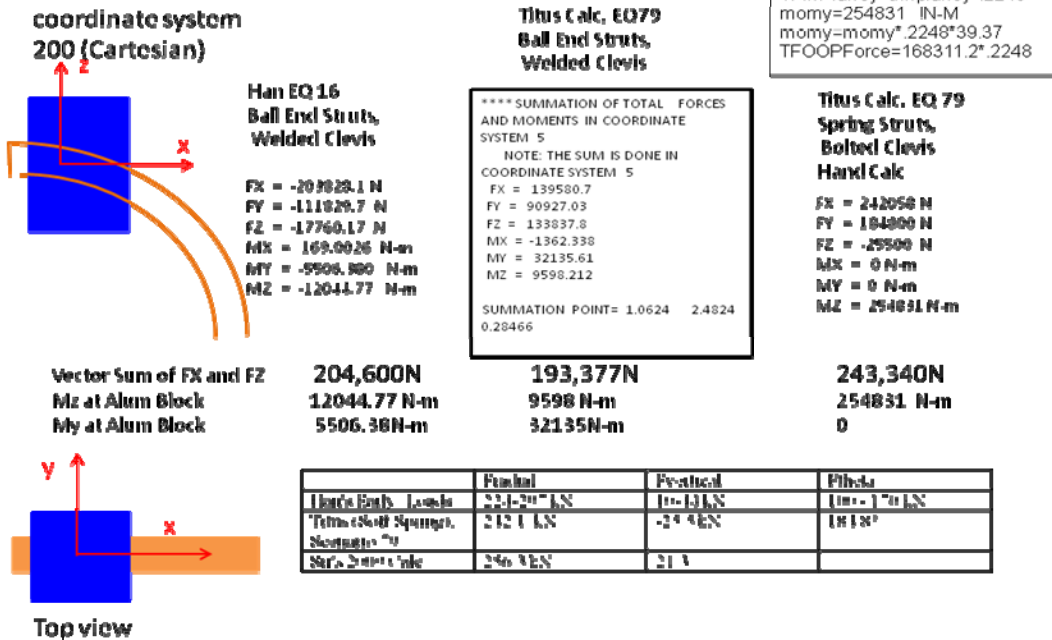 coordinate system
200 (Cartesian)
z
x
Han EQ 16
Ball End Struts,
Welded Clevis
FX = -203828.1 N
FY = -111829.7 N
FZ = -17760.17 N
MX = 169.0026 N-m
MY = -5506.380 N-m
MZ = -12044.77 N-m
Titus Calc. EQ79
Ball End Struts,
Welded Clevis
**** SUMMATION OF TOTAL FORCES
AND MOMENTS IN COORDINATE
SYSTEM 5
NOTE: THE SUM IS DONE IN
COORDINATE SYSTEM 5
FX = 139580.7
FY = 90927.03
FZ = 133837.8
MX = -1362.338
MY = 32135.61
MZ = 9598.212
SUMMATION POINT= 1.0624 2.4824
0.28466
momy=254831 IN-M
momy=momy*.2248*39.37
TFOOPForce=168311.2*.2248
Titus Calc. EQ 79
Spring Struts,
Bolted Clevis
Hand Calc
FX = 242058 N
FY = 184800 N
FZ = -25500 N
MX = 0 N-m
MY = 0 N-m
MZ = 254831 N-m
Vector Sum of FX and FZ 204,600N 193,377N 243,340N
Mz at Alum Block 12044.77 N-m 9598 N-m 254831 N-m
My at Alum Block 5506.38N-m 32135N-m 0
y
x
Top view
Fradial Fvertical Ftheta
Loads